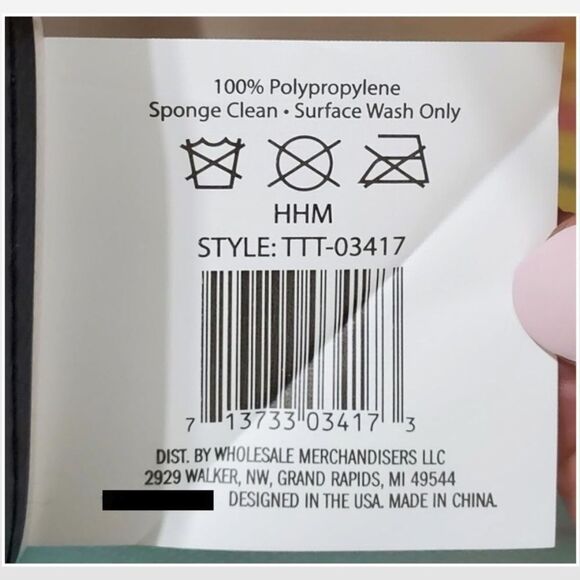 100% Polypropylene
Sponge Clean • Surface Wash Only
HHM
STYLE: TTT-03417
7 13733 03417 3
DIST. BY WHOLESALE MERCHANDISERS LLC
2929 WALKER, NW, GRAND RAPIDS, MI 49544
DESIGNED IN THE USA. MADE IN CHINA.